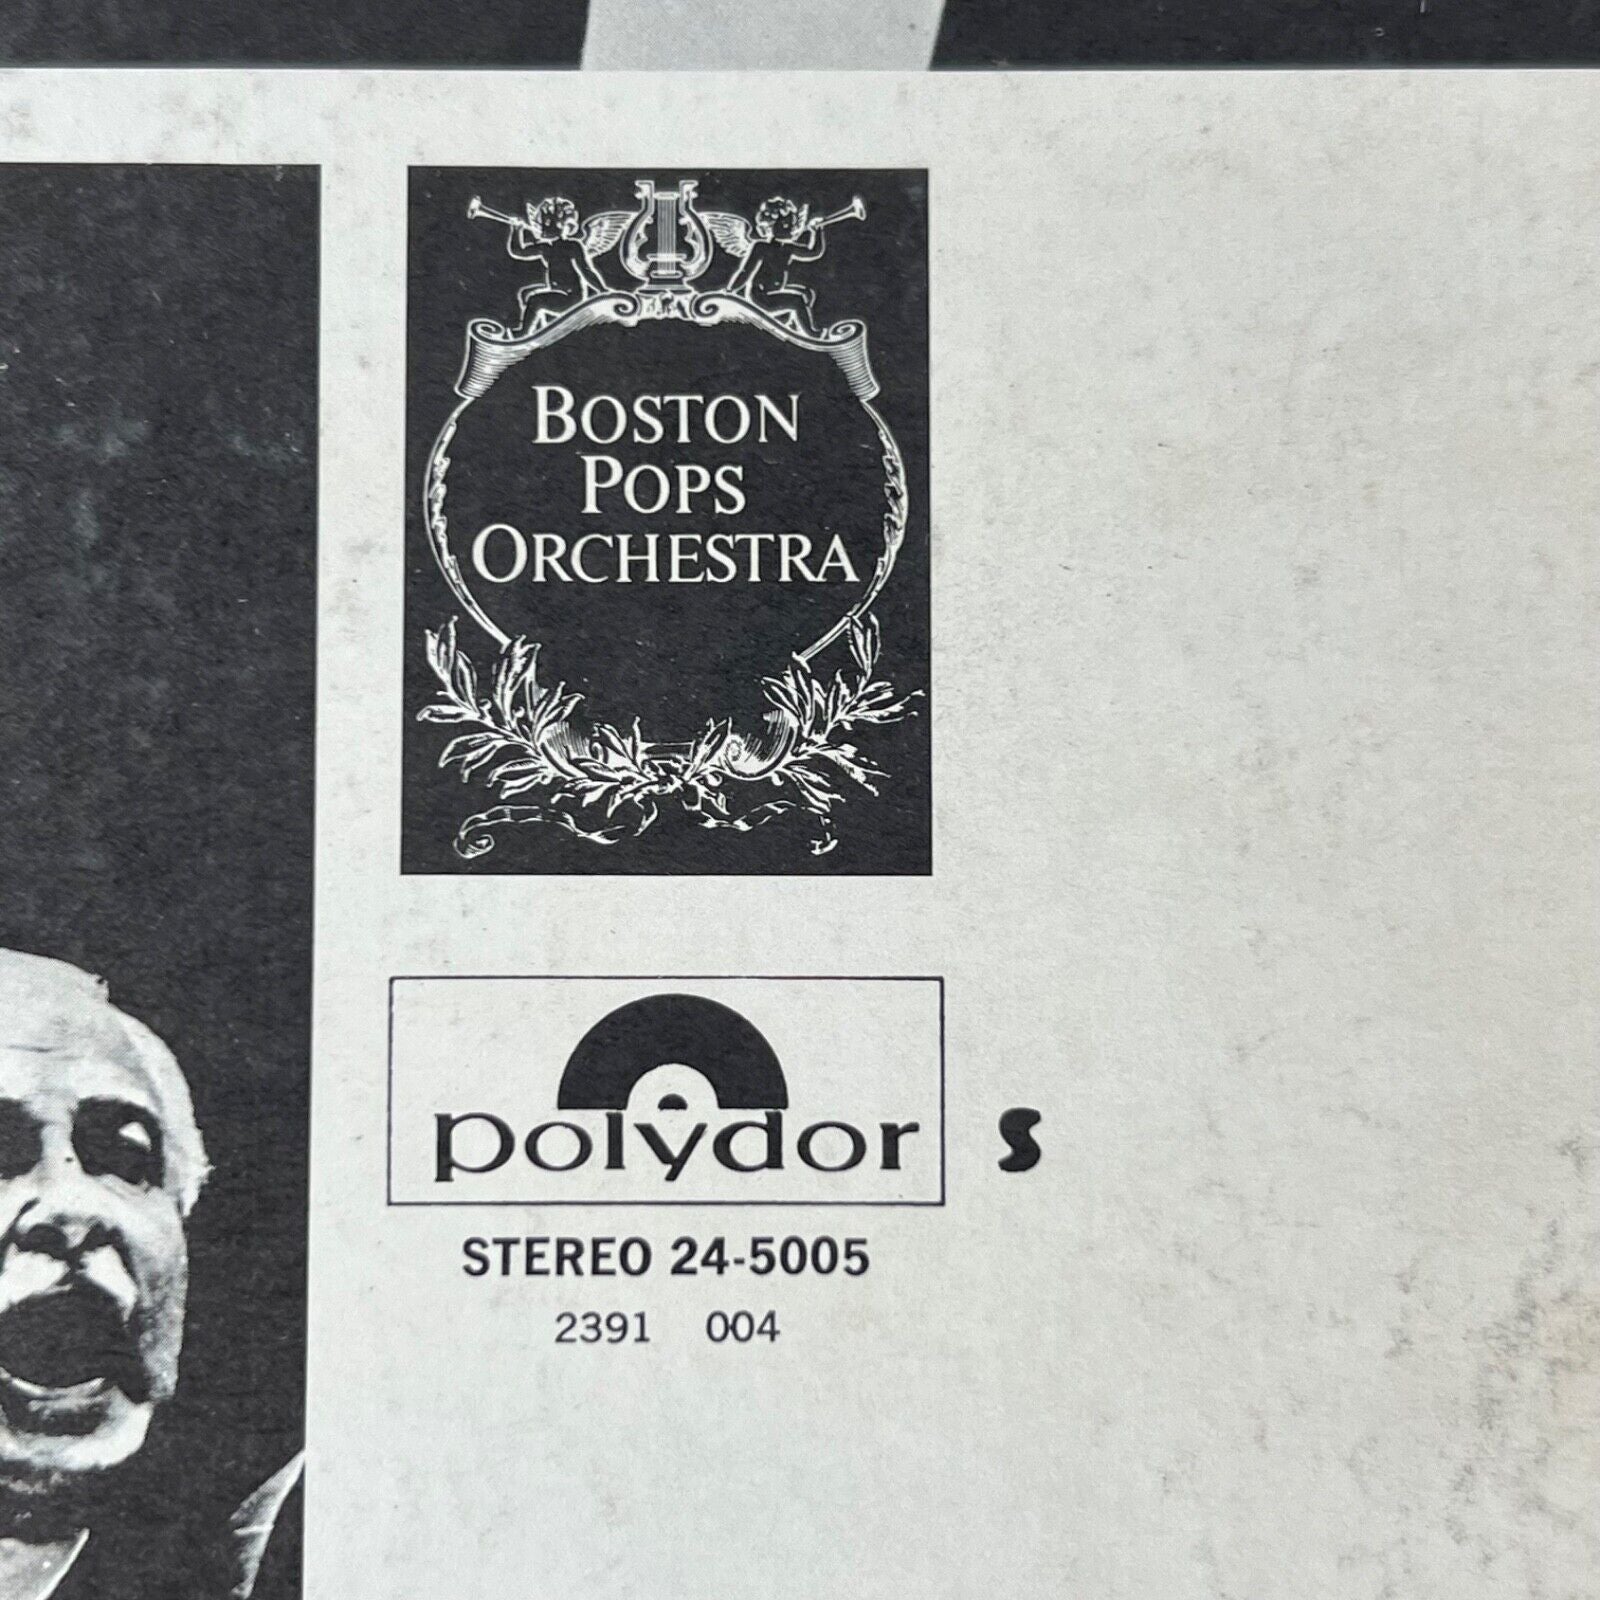 BOSTON
POPS
ORCHESTRA
polydor S
STEREO 24-5005
2391 004